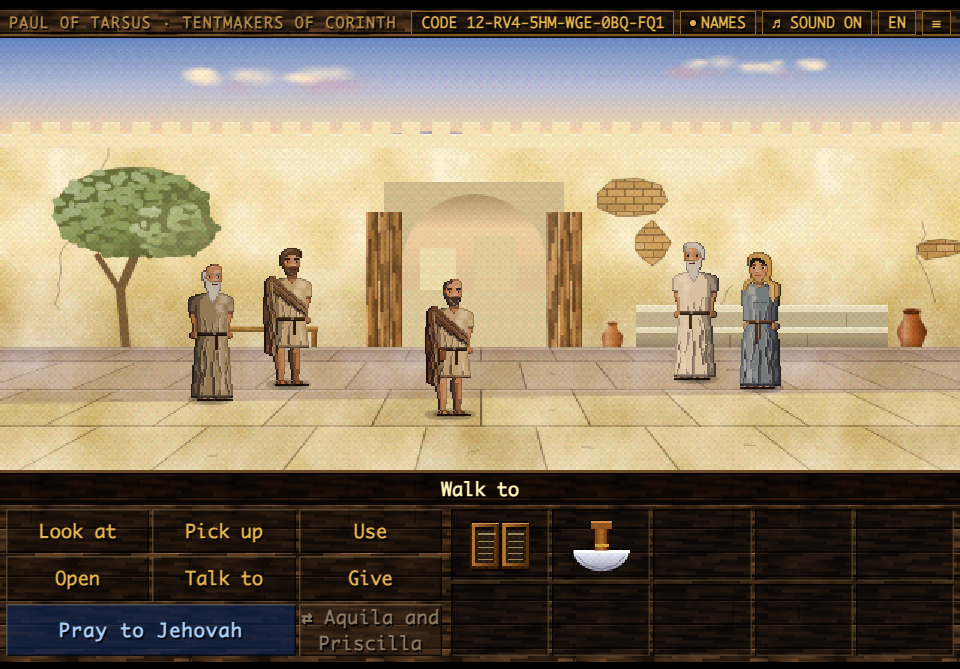 PAUL OF TARSUS · TENTMAKERS OF CORINTH
CODE 12-RV4-5HM-WGE-0BQ-FQ1
• NAMES
♬ SOUND ON
EN
≡
Walk to
Look at
Pick up
Use
Open
Talk to
Give
Pray to Jehovah
⇄ Aquila and
Priscilla